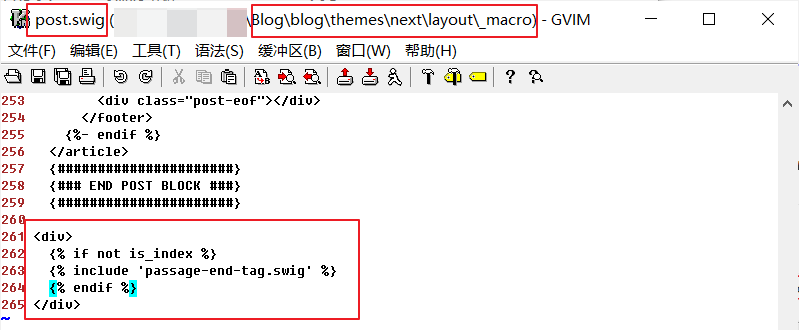 post.swig ( \Blog\blog\themes\next\layout\_macro) - GVIM
文件(F) 编辑(E) 工具(T) 语法(S) 缓冲区(B) 窗口(W) 帮助(H)
253 <div class="post-eof"></div>
254 </footer>
255 {%- endif %}
256 </article>
257 {######################}
258 {### END POST BLOCK ###}
259 {######################}
260
261 <div>
262 {% if not is_index %}
263 {% include 'passage-end-tag.swig' %}
264 {% endif %}
265 </div>
~